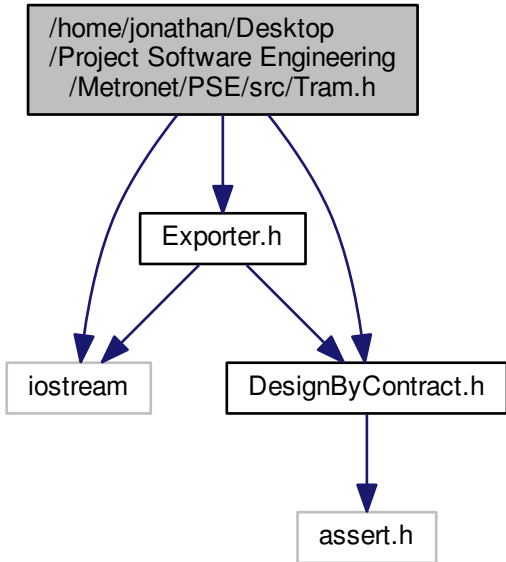 /home/jonathan/Desktop
/Project Software Engineering
/Metronet/PSE/src/Tram.h
Exporter.h
iostream
DesignByContract.h
assert.h